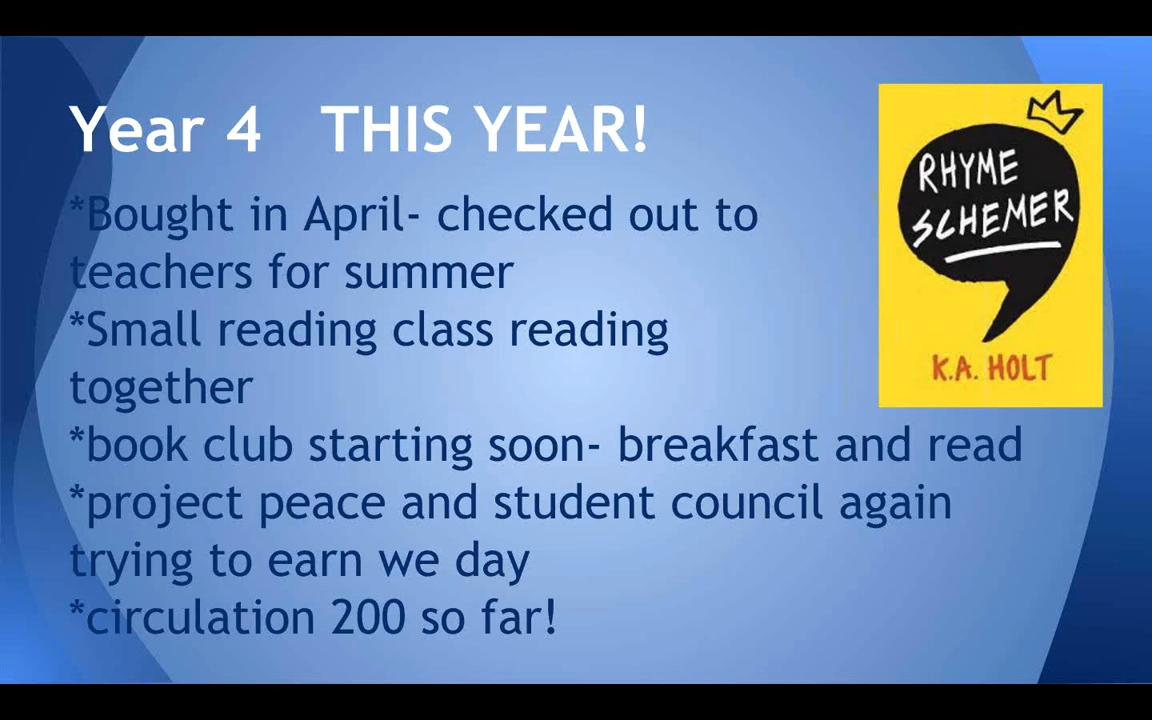 Year 4 THIS YEAR!
*Bought in April- checked out to
teachers for summer
*Small reading class reading
together
*book club starting soon- breakfast and read
*project peace and student council again
trying to earn we day
*circulation 200 so far!
RHYME
SCHEMER
K.A. HOLT